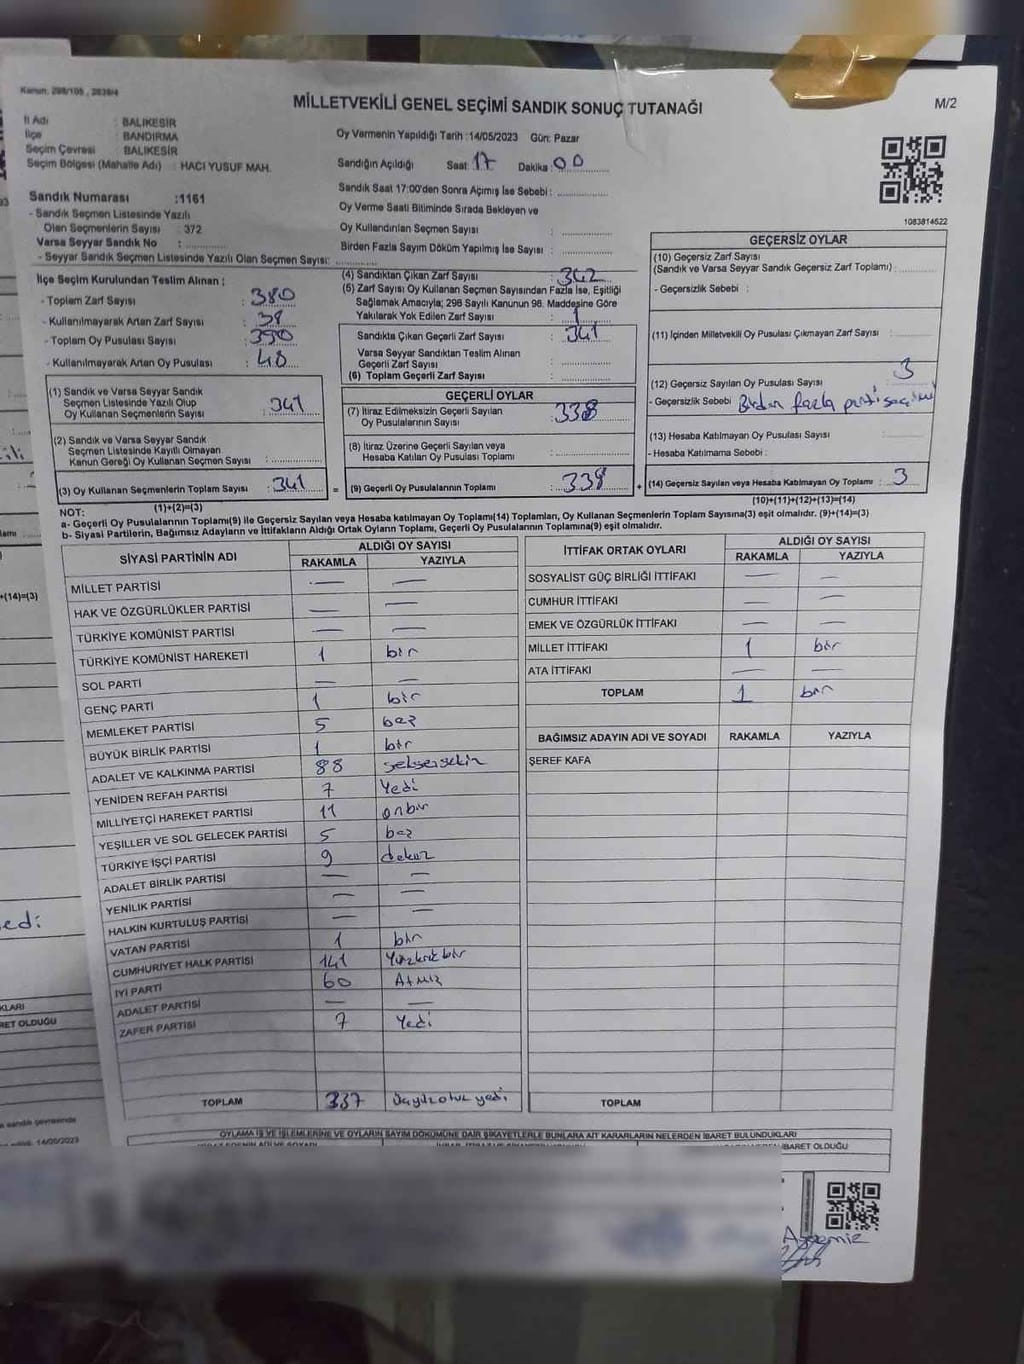 Kanun: 298/105, 2839/4
MİLLETVEKİLİ GENEL SEÇİMİ SANDIK SONUÇ TUTANAĞI
M/2
İl Adı : BALIKESİR
İlçe : BANDIRMA
Seçim Çevresi : BALIKESİR
Seçim Bölgesi (Mahalle Adı) : HACI YUSUF MAH.
Oy Vermenin Yapıldığı Tarih :14/05/2023 Gün: Pazar
Sandığın Açıldığı Saat: 17 Dakika: 00
Sandık Saat 17:00'den Sonra Açımış İse Sebebi :
Oy Verme Saati Bitiminde Sırada Bekleyen ve
Oy Kullandırılan Seçmen Sayısı :
Birden Fazla Sayım Döküm Yapılmış İse Sayısı :
1083814622
Sandık Numarası :1161
- Sandık Seçmen Listesinde Yazılı
Olan Seçmenlerin Sayısı : 372
Varsa Seyyar Sandık No :
- Seyyar Sandık Seçmen Listesinde Yazılı Olan Seçmen Sayısı:
İlçe Seçim Kurulundan Teslim Alınan ;
- Toplam Zarf Sayısı : 380
- Kullanılmayarak Artan Zarf Sayısı : 38
- Toplam Oy Pusulası Sayısı : 390
- Kullanılmayarak Artan Oy Pusulası : 48
(4) Sandıktan Çıkan Zarf Sayısı : 342
(5) Zarf Sayısı Oy Kullanan Seçmen Sayısından Fazla İse, Eşitliği
Sağlamak Amacıyla; 298 Sayılı Kanunun 98. Maddesine Göre
Yakılarak Yok Edilen Zarf Sayısı : 1
Sandıkta Çıkan Geçerli Zarf Sayısı : 341
Varsa Seyyar Sandıktan Teslim Alınan
Geçerli Zarf Sayısı :
(6) Toplam Geçerli Zarf Sayısı :
GEÇERSİZ OYLAR
(10) Geçersiz Zarf Sayısı
(Sandık ve Varsa Seyyar Sandık Geçersiz Zarf Toplamı) :
- Geçersizlik Sebebi :
(11) İçinden Milletvekili Oy Pusulası Çıkmayan Zarf Sayısı :
(12) Geçersiz Sayılan Oy Pusulası Sayısı : 3
- Geçersizlik Sebebi : Birden fazla parti seçimi
(13) Hesaba Katılmayan Oy Pusulası Sayısı :
- Hesaba Katılmama Sebebi :
(14) Geçersiz Sayılan veya Hesaba Katılmayan Oy Toplamı : 3
(10)+(11)+(12)+(13)=(14)
(1) Sandık ve Varsa Seyyar Sandık
Seçmen Listesinde Yazılı Olup
Oy Kullanan Seçmenlerin Sayısı : 341
(2) Sandık ve Varsa Seyyar Sandık
Seçmen Listesinde Kayıtlı Olmayan
Kanun Gereği Oy Kullanan Seçmen Sayısı :
(3) Oy Kullanan Seçmenlerin Toplam Sayısı : 341
(1)+(2)=(3)
GEÇERLİ OYLAR
(7) İtiraz Edilmeksizin Geçerli Sayılan
Oy Pusulalarının Sayısı : 338
(8) İtiraz Üzerine Geçerli Sayılan veya
Hesaba Katılan Oy Pusulası Toplamı :
= (9) Geçerli Oy Pusulalarının Toplamı : 338 +
NOT:
a- Geçerli Oy Pusulalarının Toplamı(9) ile Geçersiz Sayılan veya Hesaba katılmayan Oy Toplamı(14) Toplamları, Oy Kullanan Seçmenlerin Toplam Sayısına(3) eşit olmalıdır. (9)+(14)=(3)
b- Siyasi Partilerin, Bağımsız Adayların ve İttifakların Aldığı Ortak Oyların Toplamı, Geçerli Oy Pusulalarının Toplamına(9) eşit olmalıdır.
SİYASİ PARTİNİN ADI ALDIĞI OY SAYISI
RAKAMLA YAZIYLA
MİLLET PARTİSİ — —
HAK VE ÖZGÜRLÜKLER PARTİSİ — —
TÜRKİYE KOMÜNİST PARTİSİ — —
TÜRKİYE KOMÜNİST HAREKETİ 1 bir
SOL PARTİ — —
GENÇ PARTİ 1 bir
MEMLEKET PARTİSİ 5 beş
BÜYÜK BİRLİK PARTİSİ 1 bir
ADALET VE KALKINMA PARTİSİ 88 seksensekiz
YENİDEN REFAH PARTİSİ 7 Yedi
MİLLİYETÇİ HAREKET PARTİSİ 11 onbir
YEŞİLLER VE SOL GELECEK PARTİSİ 5 beş
TÜRKİYE İŞÇİ PARTİSİ 9 dokuz
ADALET BİRLİK PARTİSİ — —
YENİLİK PARTİSİ — —
HALKIN KURTULUŞ PARTİSİ — —
VATAN PARTİSİ 1 bir
CUMHURİYET HALK PARTİSİ 141 Yüzkırkbir
İYİ PARTİ 60 Atmış
ADALET PARTİSİ — —
ZAFER PARTİSİ 7 Yedi
TOPLAM 337 üçyüzotuz yedi
İTTİFAK ORTAK OYLARI ALDIĞI OY SAYISI
RAKAMLA YAZIYLA
SOSYALİST GÜÇ BİRLİĞİ İTTİFAKI — —
CUMHUR İTTİFAKI — —
EMEK VE ÖZGÜRLÜK İTTİFAKI — —
MİLLET İTTİFAKI 1 bir
ATA İTTİFAKI — —
TOPLAM 1 bir
BAĞIMSIZ ADAYIN ADI VE SOYADI RAKAMLA YAZIYLA
ŞEREF KAFA
TOPLAM
OYLAMA İŞ VE İŞLEMLERİNE VE OYLARIN SAYIM DÖKÜMÜNE DAİR ŞİKAYETLERLE BUNLARA AİT KARARLARIN NELERDEN İBARET BULUNDUKLARI
İBARET OLDUĞU
+(14)=(3)
edi
KLARI
RET OLDUĞU
14/05/2023